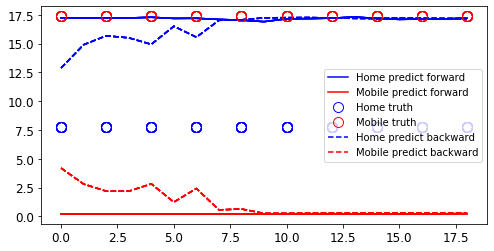 17.5
15.0
12.5
10.0
7.5
5.0
2.5
0.0
Home predict forward
Mobile predict forward
Home truth
Mobile truth
Home predict backward
Mobile predict backward
0.0 2.5 5.0 7.5 10.0 12.5 15.0 17.5